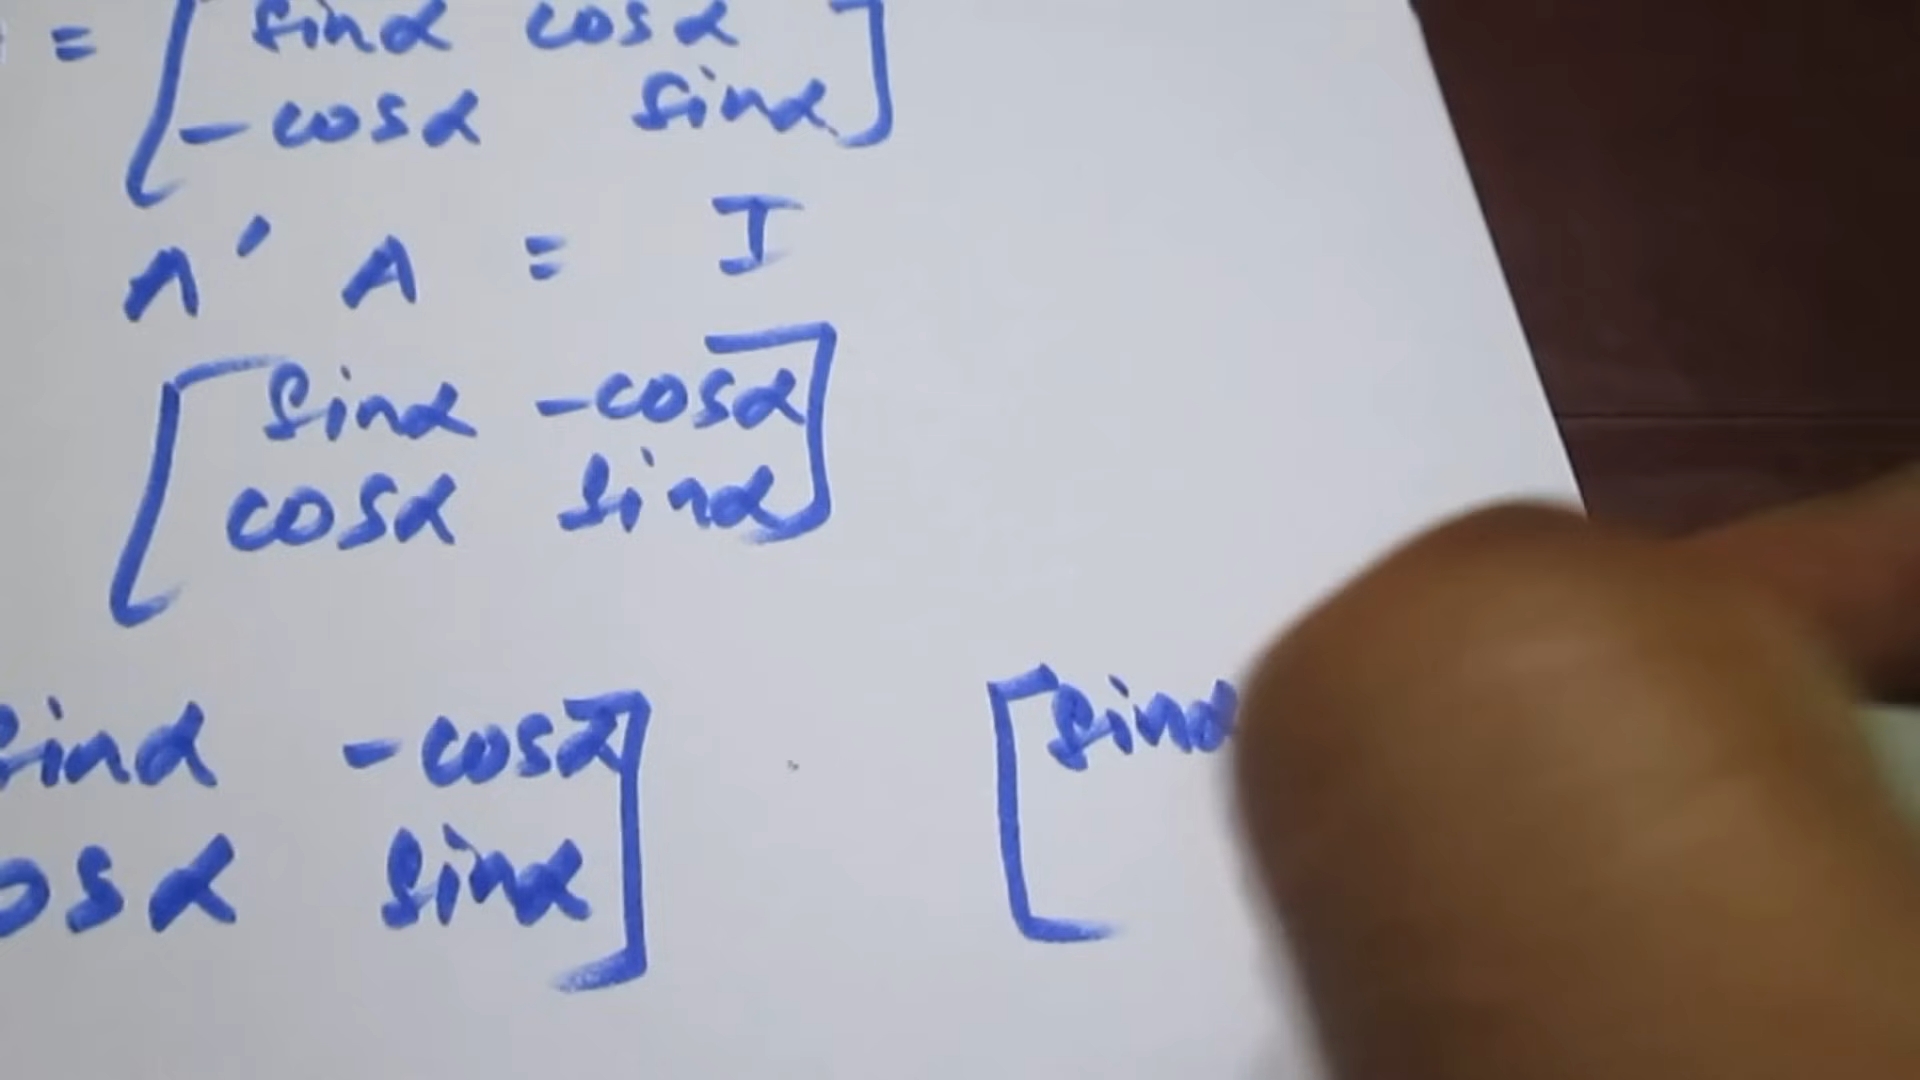 = [ sinα cosα ]
-cosα sinα
A' A = I
[ sinα -cosα ]
cosα sinα
sinα -cosα ] . [ sinα
cosα sinα